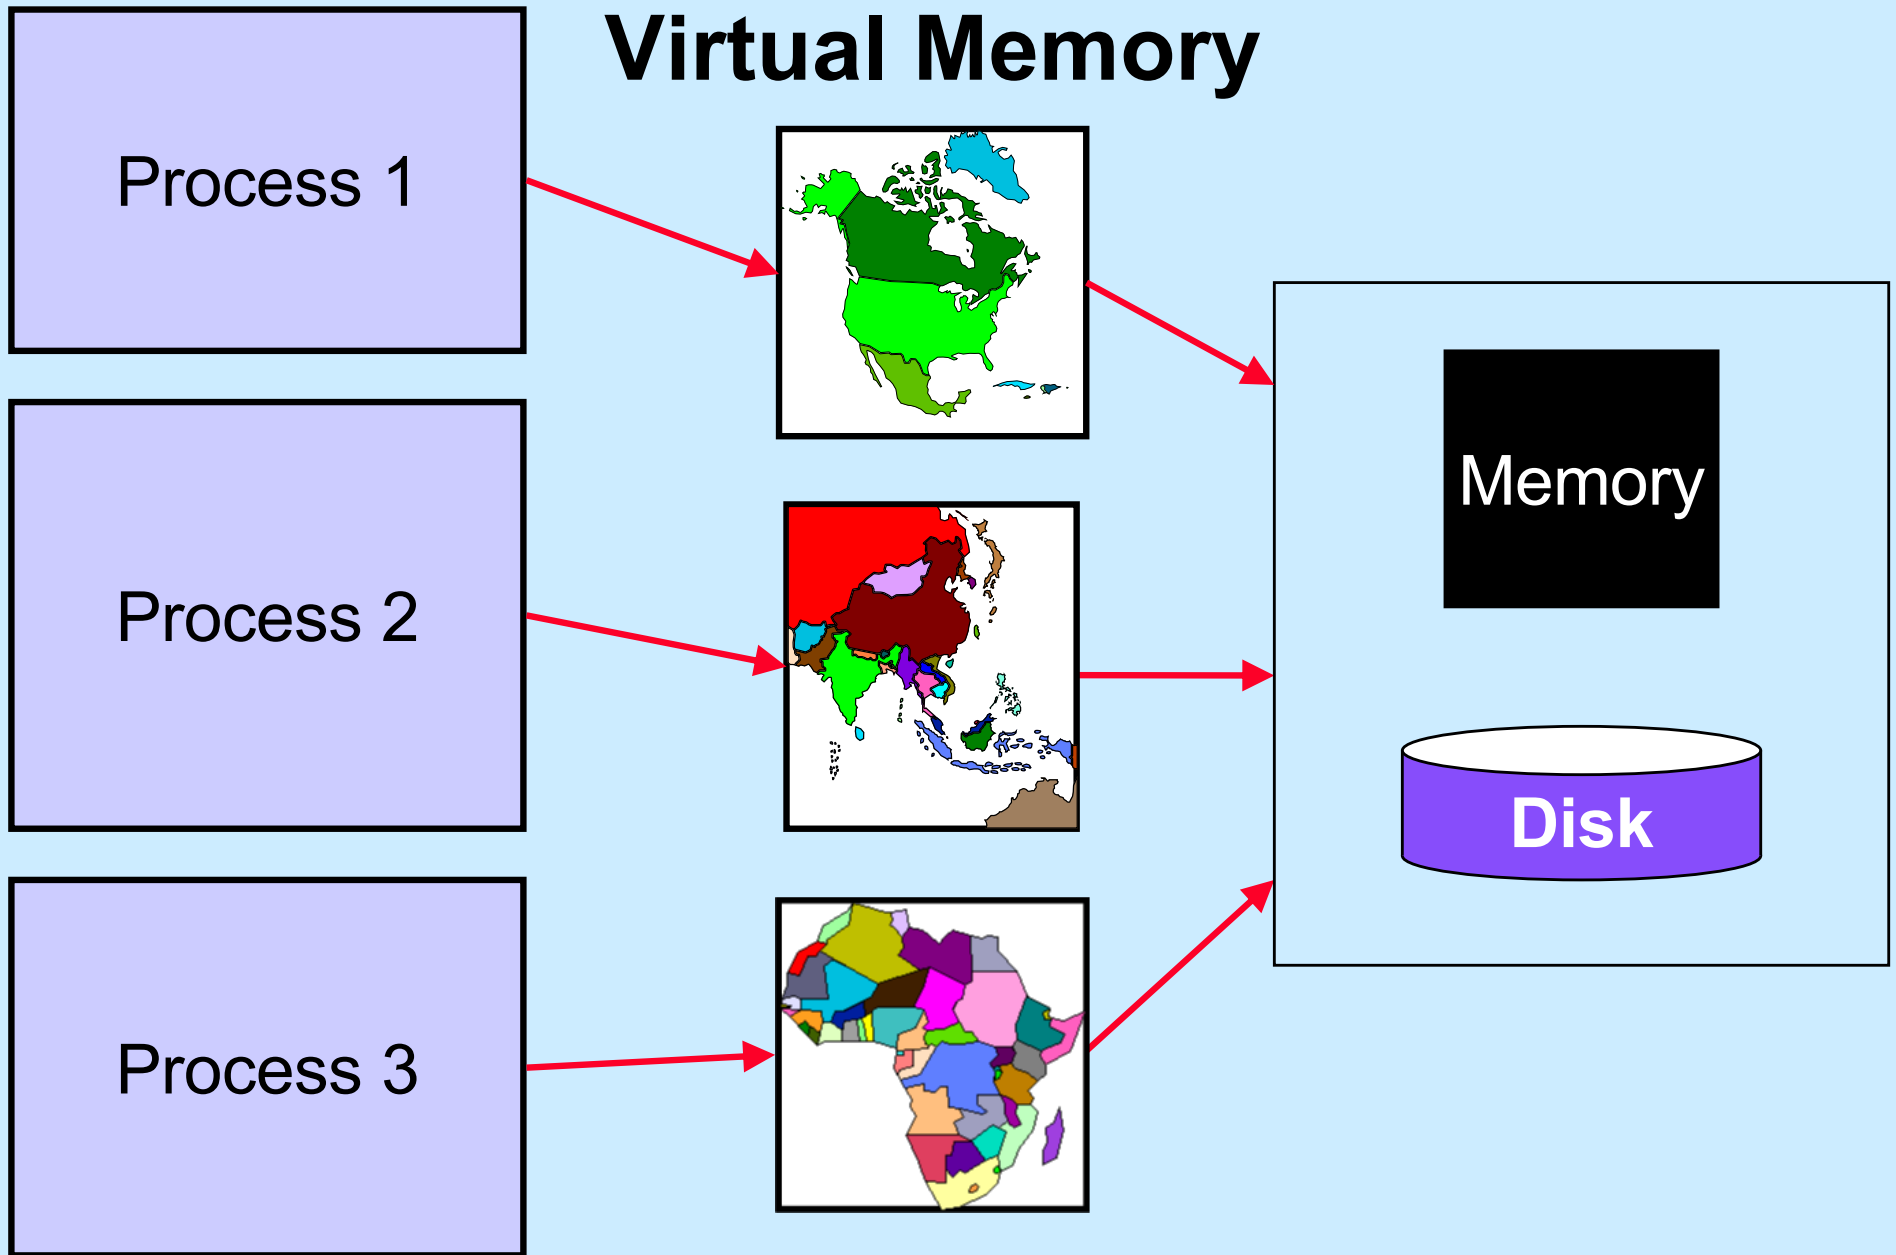 Virtual Memory
Process 1
Process 2
Process 3
Memory
Disk